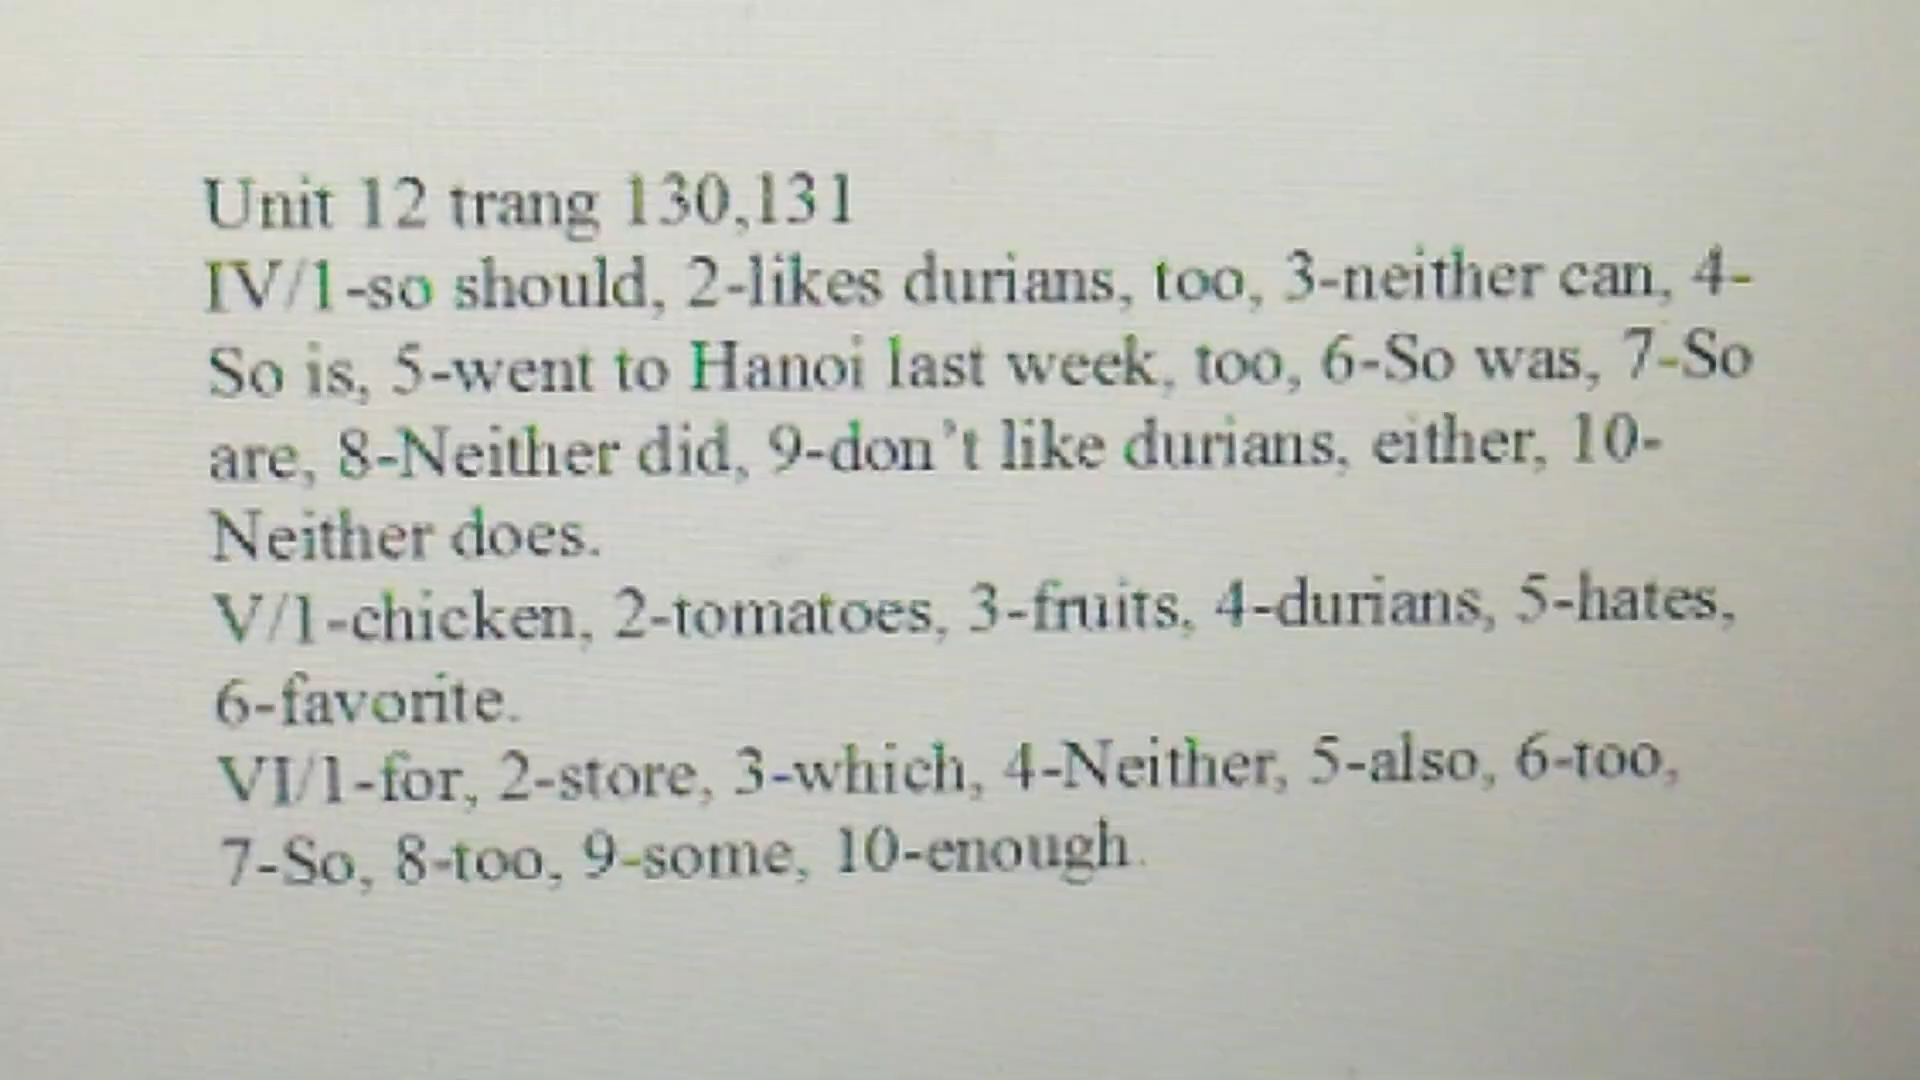 Unit 12 trang 130,131
IV/1-so should, 2-likes durians, too, 3-neither can, 4-
So is, 5-went to Hanoi last week, too, 6-So was, 7-So
are, 8-Neither did, 9-don't like durians, either, 10-
Neither does.
V/1-chicken, 2-tomatoes, 3-fruits, 4-durians, 5-hates,
6-favorite.
VI/1-for, 2-store, 3-which, 4-Neither, 5-also, 6-too,
7-So, 8-too, 9-some, 10-enough.